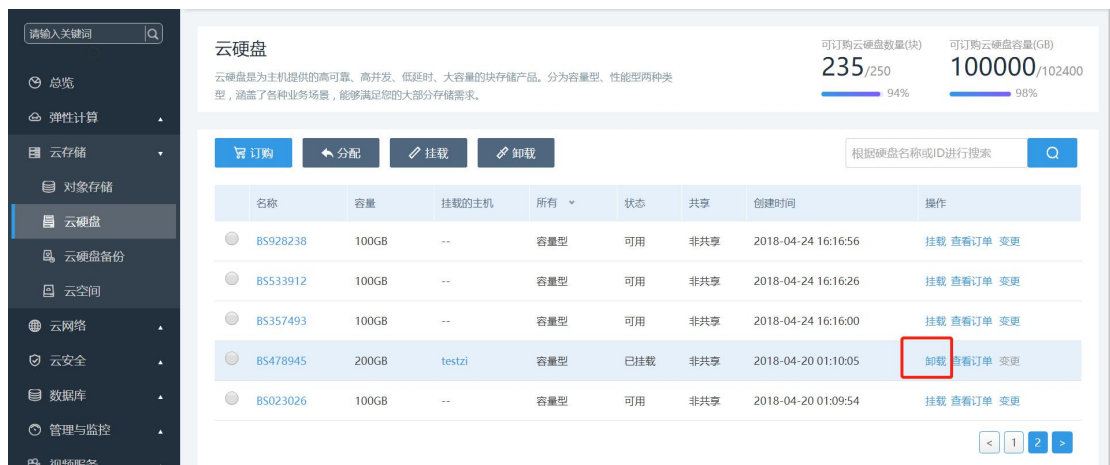 请输入关键词
总览
弹性计算
云存储
对象存储
云硬盘
云硬盘备份
云空间
云网络
云安全
数据库
管理与监控
视频服务
云硬盘
云硬盘是为主机提供的高可靠、高并发、低延时、大容量的块存储产品。分为容量型、性能型两种类
型，涵盖了各种业务场景，能够满足您的大部分存储需求。
可订购云硬盘数量(块)
235/250
94%
可订购云硬盘容量(GB)
100000/102400
98%
订购 分配 挂载 卸载 根据硬盘名称或ID进行搜索
名称 容量 挂载的主机 所有 状态 共享 创建时间 操作
BS928238 100GB -- 容量型 可用 非共享 2018-04-24 16:16:56 挂载 查看订单 变更
BS533912 100GB -- 容量型 可用 非共享 2018-04-24 16:16:26 挂载 查看订单 变更
BS357493 100GB -- 容量型 可用 非共享 2018-04-24 16:16:00 挂载 查看订单 变更
BS478945 200GB testzi 容量型 已挂载 非共享 2018-04-20 01:10:05 卸载 查看订单 变更
BS023026 100GB -- 容量型 可用 非共享 2018-04-20 01:09:54 挂载 查看订单 变更
< 1 2 >